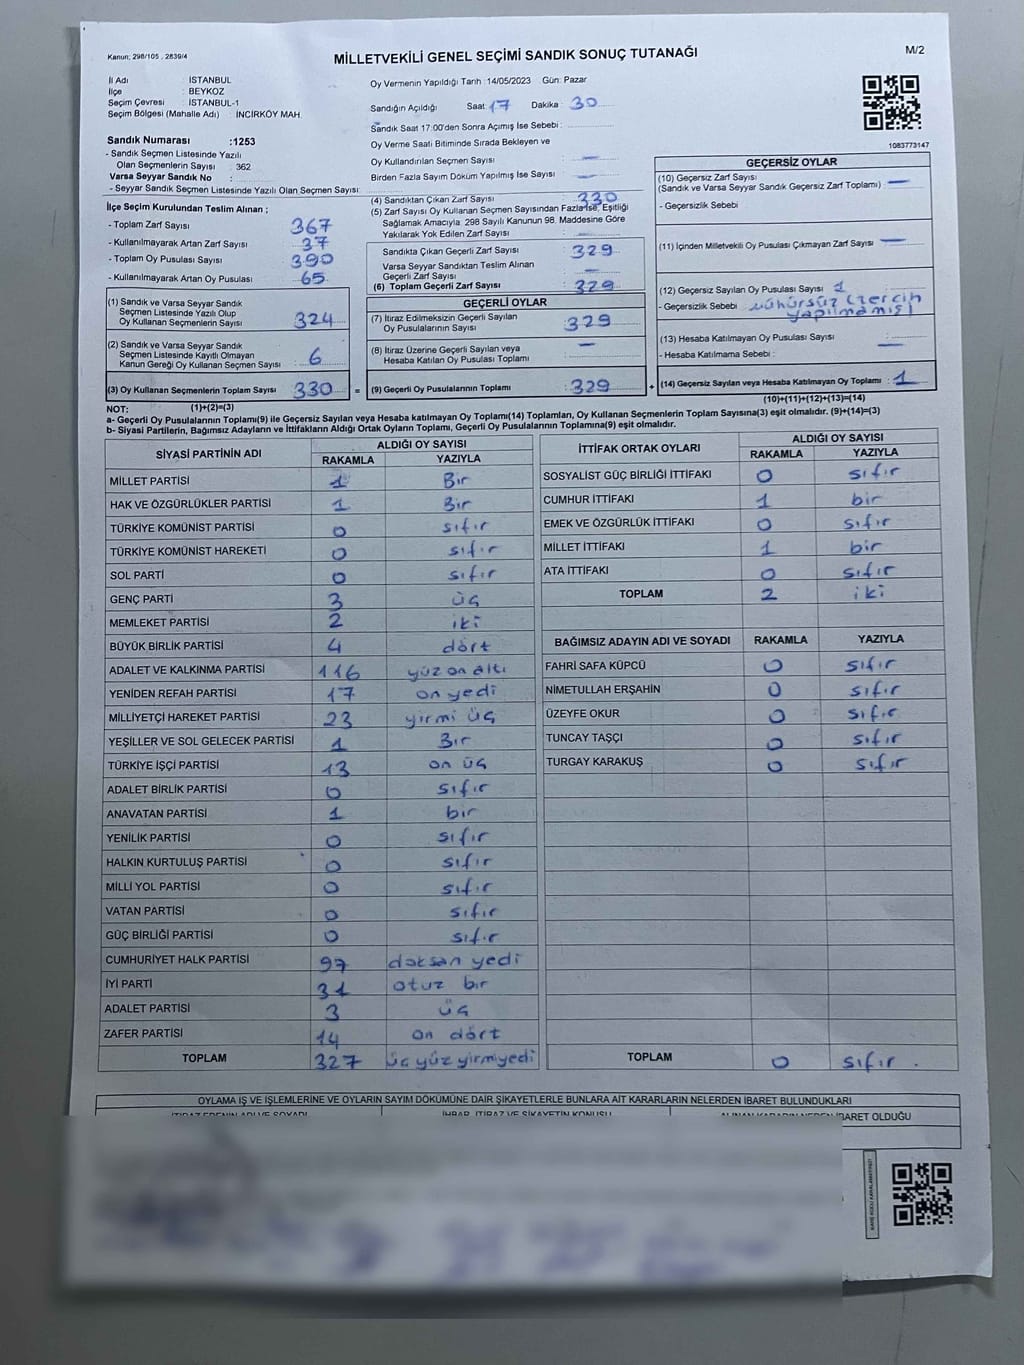 Kanun; 298/105 , 2839/4
MİLLETVEKİLİ GENEL SEÇİMİ SANDIK SONUÇ TUTANAĞI
M/2
İl Adı : İSTANBUL
İlçe : BEYKOZ
Seçim Çevresi : İSTANBUL-1
Seçim Bölgesi (Mahalle Adı) : İNCİRKÖY MAH.
Sandık Numarası :1253
- Sandık Seçmen Listesinde Yazılı
Olan Seçmenlerin Sayısı : 362
Varsa Seyyar Sandık No :
- Seyyar Sandık Seçmen Listesinde Yazılı Olan Seçmen Sayısı:
Oy Vermenin Yapıldığı Tarih :14/05/2023 Gün: Pazar
Sandığın Açıldığı Saat: 17 Dakika : 30
Sandık Saat 17:00'den Sonra Açımış İse Sebebi:
Oy Verme Saati Bitiminde Sırada Bekleyen ve
Oy Kullandırılan Seçmen Sayısı : —
Birden Fazla Sayım Döküm Yapılmış İse Sayısı : —
1083773147
İlçe Seçim Kurulundan Teslim Alınan ;
- Toplam Zarf Sayısı : 367
- Kullanılmayarak Artan Zarf Sayısı : 37
- Toplam Oy Pusulası Sayısı : 390
- Kullanılmayarak Artan Oy Pusulası : 65
(4) Sandıktan Çıkan Zarf Sayısı : 330
(5) Zarf Sayısı Oy Kullanan Seçmen Sayısından Fazla İse, Eşitliği
Sağlamak Amacıyla. 298 Sayılı Kanunun 98. Maddesine Göre
Yakılarak Yok Edilen Zarf Sayısı : —
Sandıkta Çıkan Geçerli Zarf Sayısı : 329
Varsa Seyyar Sandıktan Teslim Alınan
Geçerli Zarf Sayısı : —
(6) Toplam Geçerli Zarf Sayısı : 329
(1) Sandık ve Varsa Seyyar Sandık
Seçmen Listesinde Yazılı Olup
Oy Kullanan Seçmenlerin Sayısı : 324
(2) Sandık ve Varsa Seyyar Sandık
Seçmen Listesinde Kayıtlı Olmayan
Kanun Gereği Oy Kullanan Seçmen Sayısı : 6
(3) Oy Kullanan Seçmenlerin Toplam Sayısı : 330 =
(1)+(2)=(3)
GEÇERLİ OYLAR
(7) İtiraz Edilmeksizin Geçerli Sayılan
Oy Pusulalarının Sayısı : 329
(8) İtiraz Üzerine Geçerli Sayılan veya
Hesaba Katılan Oy Pusulası Toplamı : —
(9) Geçerli Oy Pusulalarının Toplamı : 329 +
GEÇERSİZ OYLAR
(10) Geçersiz Zarf Sayısı
(Sandık ve Varsa Seyyar Sandık Geçersiz Zarf Toplamı) : —
- Geçersizlik Sebebi
(11) İçinden Milletvekili Oy Pusulası Çıkmayan Zarf Sayısı : —
(12) Geçersiz Sayılan Oy Pusulası Sayısı : 1
- Geçersizlik Sebebi : mühürsüz (tercih
yapılmamış)
(13) Hesaba Katılmayan Oy Pusulası Sayısı : —
- Hesaba Katılmama Sebebi :
(14) Geçersiz Sayılan veya Hesaba Katılmayan Oy Toplamı : 1
(10)+(11)+(12)+(13)=(14)
NOT:
a- Geçerli Oy Pusulalarının Toplamı(9) ile Geçersiz Sayılan veya Hesaba katılmayan Oy Toplamı(14) Toplamları, Oy Kullanan Seçmenlerin Toplam Sayısına(3) eşit olmalıdır. (9)+(14)=(3)
b- Siyasi Partilerin, Bağımsız Adayların ve İttifakların Aldığı Ortak Oyların Toplamı, Geçerli Oy Pusulalarının Toplamına(9) eşit olmalıdır.
SİYASİ PARTİNİN ADI ALDIĞI OY SAYISI
RAKAMLA YAZIYLA
MİLLET PARTİSİ 1 Bir
HAK VE ÖZGÜRLÜKLER PARTİSİ 1 Bir
TÜRKİYE KOMÜNİST PARTİSİ 0 sıfır
TÜRKİYE KOMÜNİST HAREKETİ 0 sıfır
SOL PARTİ 0 sıfır
GENÇ PARTİ 3 üç
MEMLEKET PARTİSİ 2 iki
BÜYÜK BİRLİK PARTİSİ 4 dört
ADALET VE KALKINMA PARTİSİ 116 yüz on altı
YENİDEN REFAH PARTİSİ 17 on yedi
MİLLİYETÇİ HAREKET PARTİSİ 23 yirmi üç
YEŞİLLER VE SOL GELECEK PARTİSİ 1 Bir
TÜRKİYE İŞÇİ PARTİSİ 13 on üç
ADALET BİRLİK PARTİSİ 0 sıfır
ANAVATAN PARTİSİ 1 bir
YENİLİK PARTİSİ 0 sıfır
HALKIN KURTULUŞ PARTİSİ 0 sıfır
MİLLİ YOL PARTİSİ 0 sıfır
VATAN PARTİSİ 0 sıfır
GÜÇ BİRLİĞİ PARTİSİ 0 sıfır
CUMHURİYET HALK PARTİSİ 97 doksan yedi
İYİ PARTİ 31 otuz bir
ADALET PARTİSİ 3 üç
ZAFER PARTİSİ 14 on dört
TOPLAM 327 üç yüz yirmiyedi
İTTİFAK ORTAK OYLARI ALDIĞI OY SAYISI
RAKAMLA YAZIYLA
SOSYALİST GÜÇ BİRLİĞİ İTTİFAKI 0 sıfır
CUMHUR İTTİFAKI 1 bir
EMEK VE ÖZGÜRLÜK İTTİFAKI 0 sıfır
MİLLET İTTİFAKI 1 bir
ATA İTTİFAKI 0 sıfır
TOPLAM 2 iki
BAĞIMSIZ ADAYIN ADI VE SOYADI RAKAMLA YAZIYLA
FAHRİ SAFA KÜPCÜ 0 sıfır
NİMETULLAH ERŞAHİN 0 sıfır
ÜZEYFE OKUR 0 sıfır
TUNCAY TAŞÇI 0 sıfır
TURGAY KARAKUŞ 0 sıfır
TOPLAM 0 sıfır .
OYLAMA İŞ VE İŞLEMLERİNE VE OYLARIN SAYIM DÖKÜMÜNE DAİR ŞİKAYETLERLE BUNLARA AİT KARARLARIN NELERDEN İBARET BULUNDUKLARI
İTİRAZ EDENİN ADI VE SOYADI İHBAR, İTİRAZ VE ŞİKAYETİN KONUSU ALINAN KARARIN NEDEN İBARET OLDUĞU